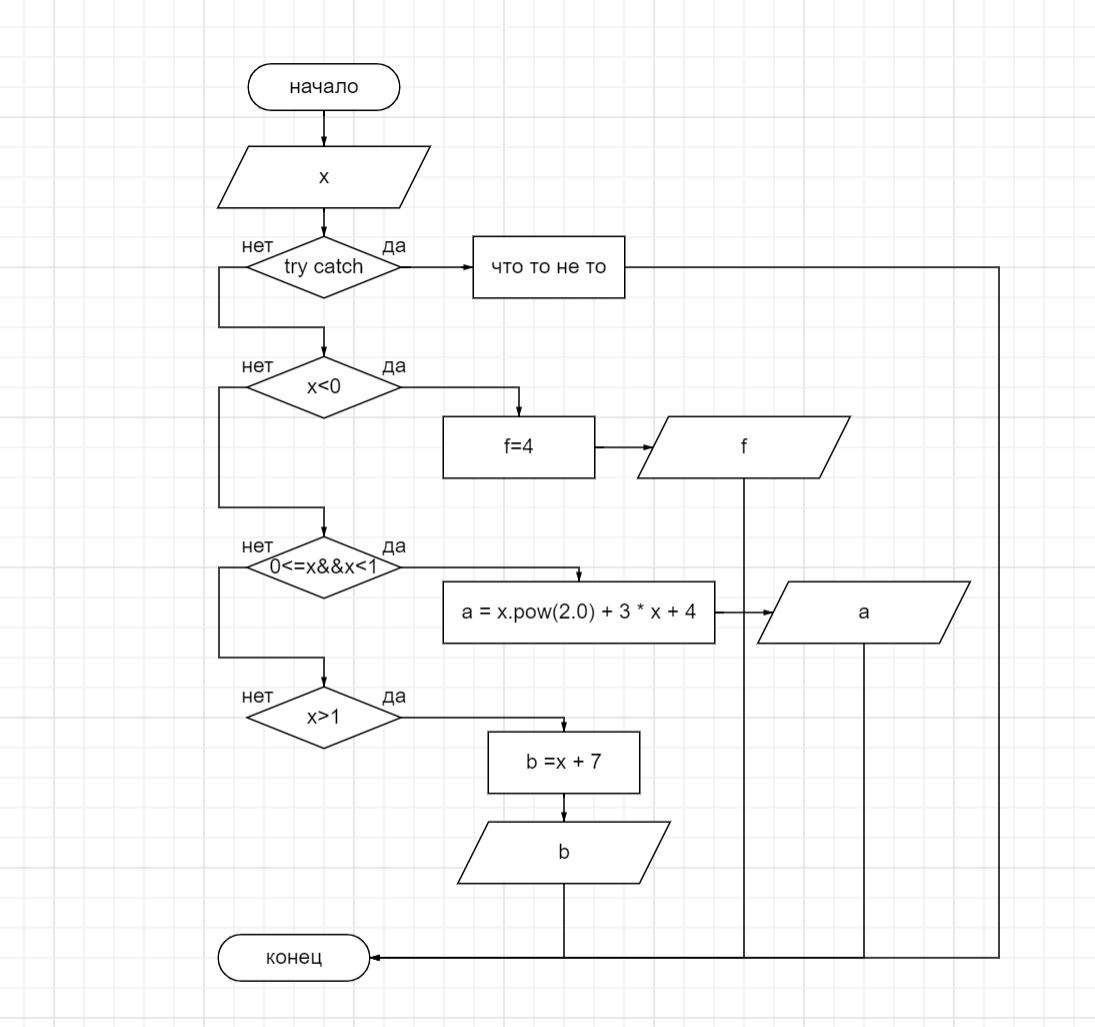 начало
x
нет
да
try catch
что то не то
нет
да
x<0
f=4
f
нет
да
0<=x&&x<1
a = x.pow(2.0) + 3 * x + 4
a
нет
да
x>1
b =x + 7
b
конец